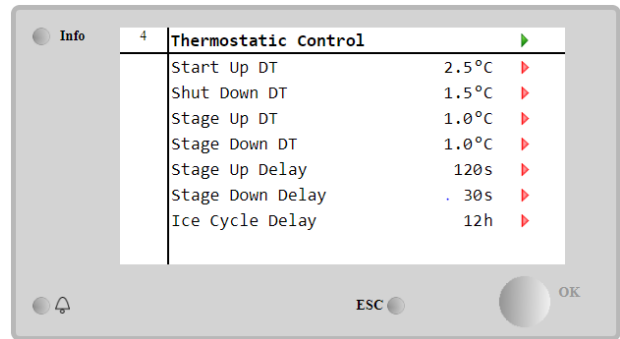 Info
4 Thermostatic Control
Start Up DT 2.5°C
Shut Down DT 1.5°C
Stage Up DT 1.0°C
Stage Down DT 1.0°C
Stage Up Delay 120s
Stage Down Delay . 30s
Ice Cycle Delay 12h
ESC OK